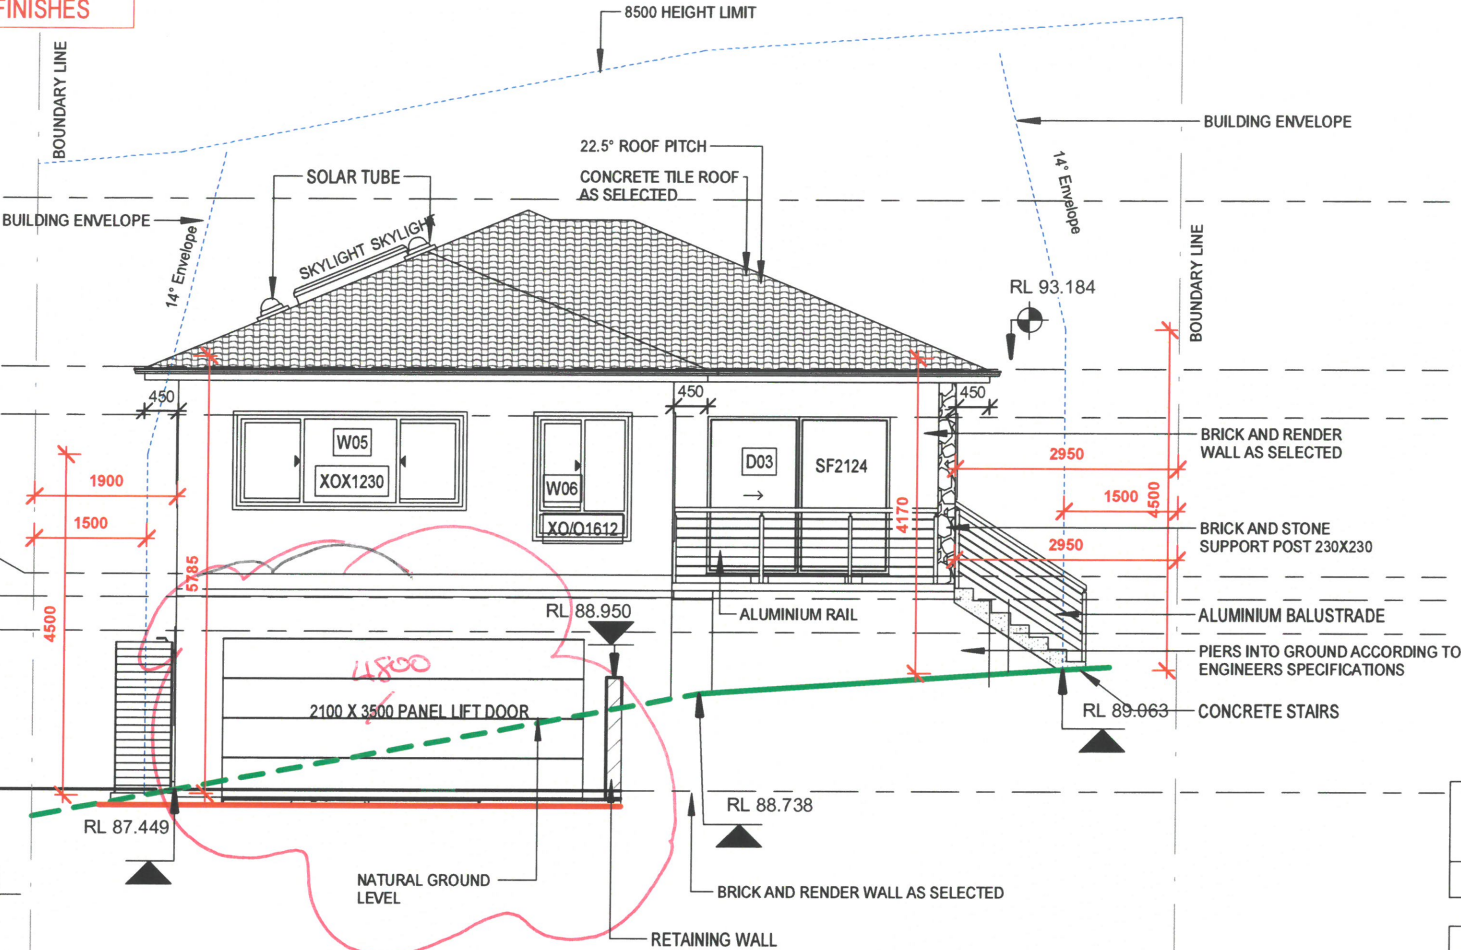 FINISHES
8500 HEIGHT LIMIT
BOUNDARY LINE
BUILDING ENVELOPE
22.5° ROOF PITCH
CONCRETE TILE ROOF
AS SELECTED
SOLAR TUBE
14° Envelope
BUILDING ENVELOPE
14° Envelope
SKYLIGHT SKYLIGHT
BOUNDARY LINE
RL 93.184
450
450
450
W05
XOX1230
W06
XO/O1612
D03
SF2124
BRICK AND RENDER
WALL AS SELECTED
1900
1500
2950
1500
4500
2950
4170
5785
4500
BRICK AND STONE
SUPPORT POST 230X230
RL 88.950
ALUMINIUM RAIL
ALUMINIUM BALUSTRADE
4800
2100 X 3500 PANEL LIFT DOOR
PIERS INTO GROUND ACCORDING TO
ENGINEERS SPECIFICATIONS
RL 89.063
CONCRETE STAIRS
RL 87.449
RL 88.738
NATURAL GROUND
LEVEL
BRICK AND RENDER WALL AS SELECTED
RETAINING WALL